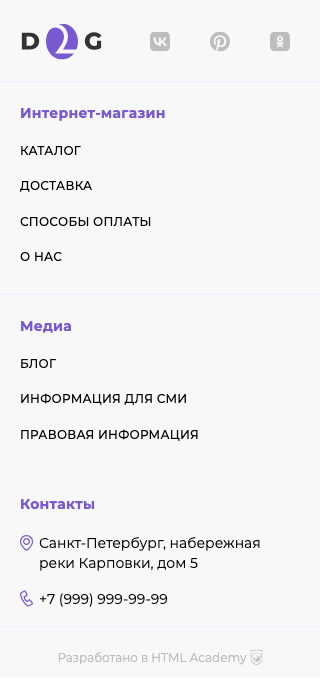 D2G
Интернет-магазин
КАТАЛОГ
ДОСТАВКА
СПОСОБЫ ОПЛАТЫ
О НАС
Медиа
БЛОГ
ИНФОРМАЦИЯ ДЛЯ СМИ
ПРАВОВАЯ ИНФОРМАЦИЯ
Контакты
Санкт-Петербург, набережная
реки Карповки, дом 5
+7 (999) 999-99-99
Разработано в HTML Academy